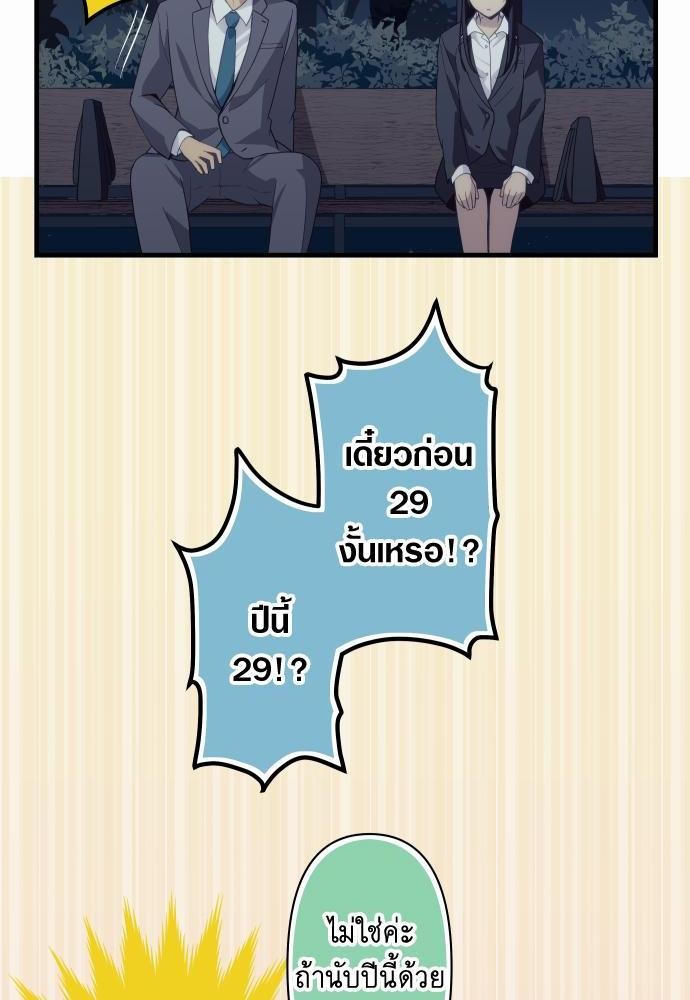 เดี๋ยวก่อน
29
งั้นเหรอ!?
ปีนี้
29!?
ไม่ใช่ค่ะ
ถ้านับปีนี้ด้วย